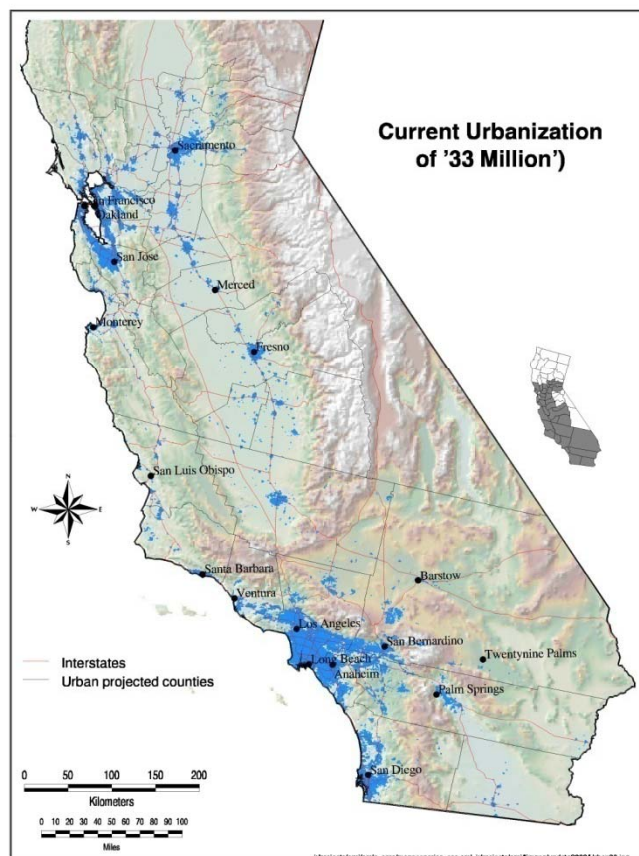 Current Urbanization
of '33 Million')
Sacramento
San Francisco
Oakland
San Jose
Merced
Monterey
Fresno
San Luis Obispo
N
W E
S
Santa Barbara
Barstow
Ventura
Los Angeles
San Bernardino
Interstates
Long Beach
Twentynine Palms
Urban projected counties
Anaheim
Palm Springs
San Diego
0 50 100 150 200
Kilometers
0 10 20 30 40 50 60 70 80 90 100
Miles